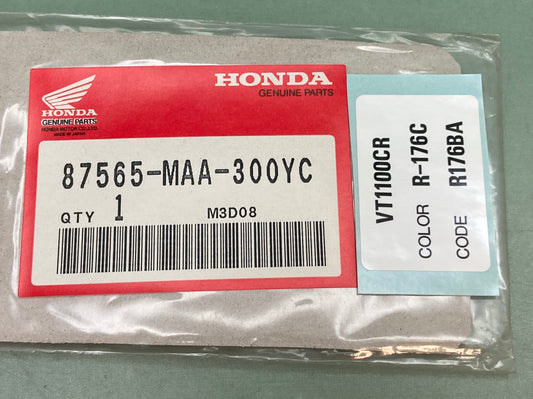 HONDA
GENUINE PARTS
HONDA MOTOR CO.,LTD.
MADE IN JAPAN
HONDA
GENUINE PARTS
87565-MAA-300YC
QTY 1 M3D08
VT1100CR
COLOR R-176C
CODE R176BA